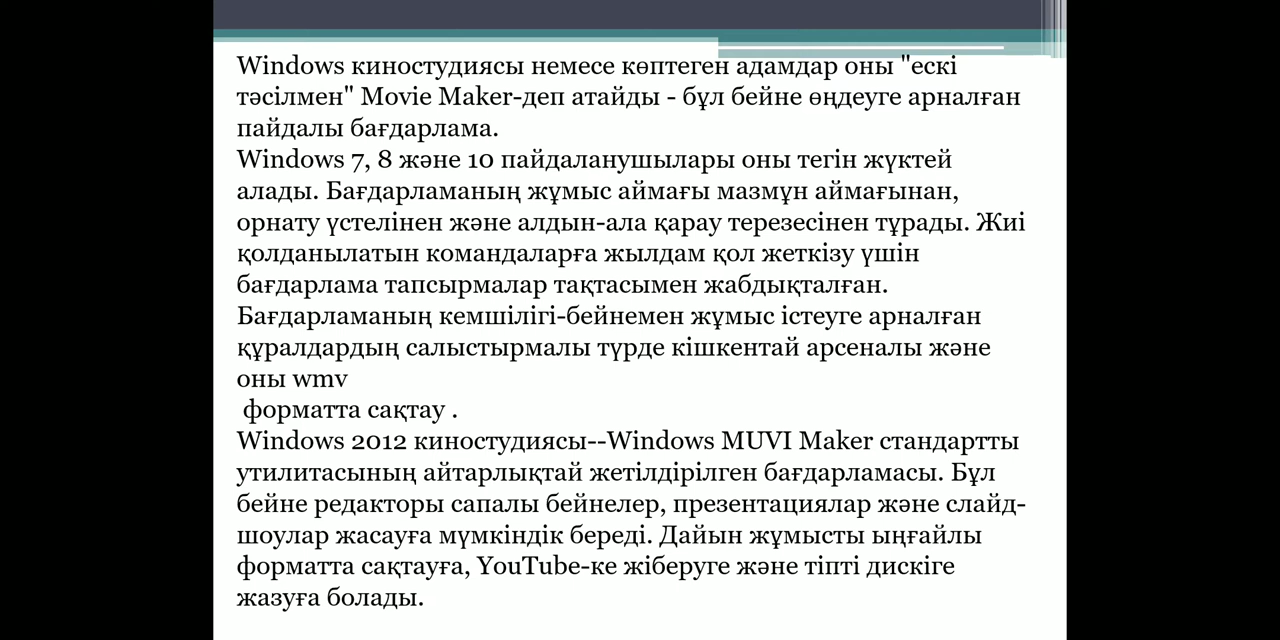 Windows киностудиясы немесе көптеген адамдар оны "ескі
тәсілмен" Movie Maker-деп атайды - бұл бейне өңдеуге арналған
пайдалы бағдарлама.
Windows 7, 8 және 10 пайдаланушылары оны тегін жүктей
алады. Бағдарламаның жұмыс аймағы мазмұн аймағынан,
орнату үстелінен және алдын-ала қарау терезесінен тұрады. Жиі
қолданылатын командаларға жылдам қол жеткізу үшін
бағдарлама тапсырмалар тақтасымен жабдықталған.
Бағдарламаның кемшілігі-бейнемен жұмыс істеуге арналған
құралдардың салыстырмалы түрде кішкентай арсеналы және
оны wmv
форматта сақтау .
Windows 2012 киностудиясы--Windows MUVI Maker стандартты
утилитасының айтарлықтай жетілдірілген бағдарламасы. Бұл
бейне редакторы сапалы бейнелер, презентациялар және слайд-
шоулар жасауға мүмкіндік береді. Дайын жұмысты ыңғайлы
форматта сақтауға, YouTube-ке жіберуге және тіпті дискіге
жазуға болады.